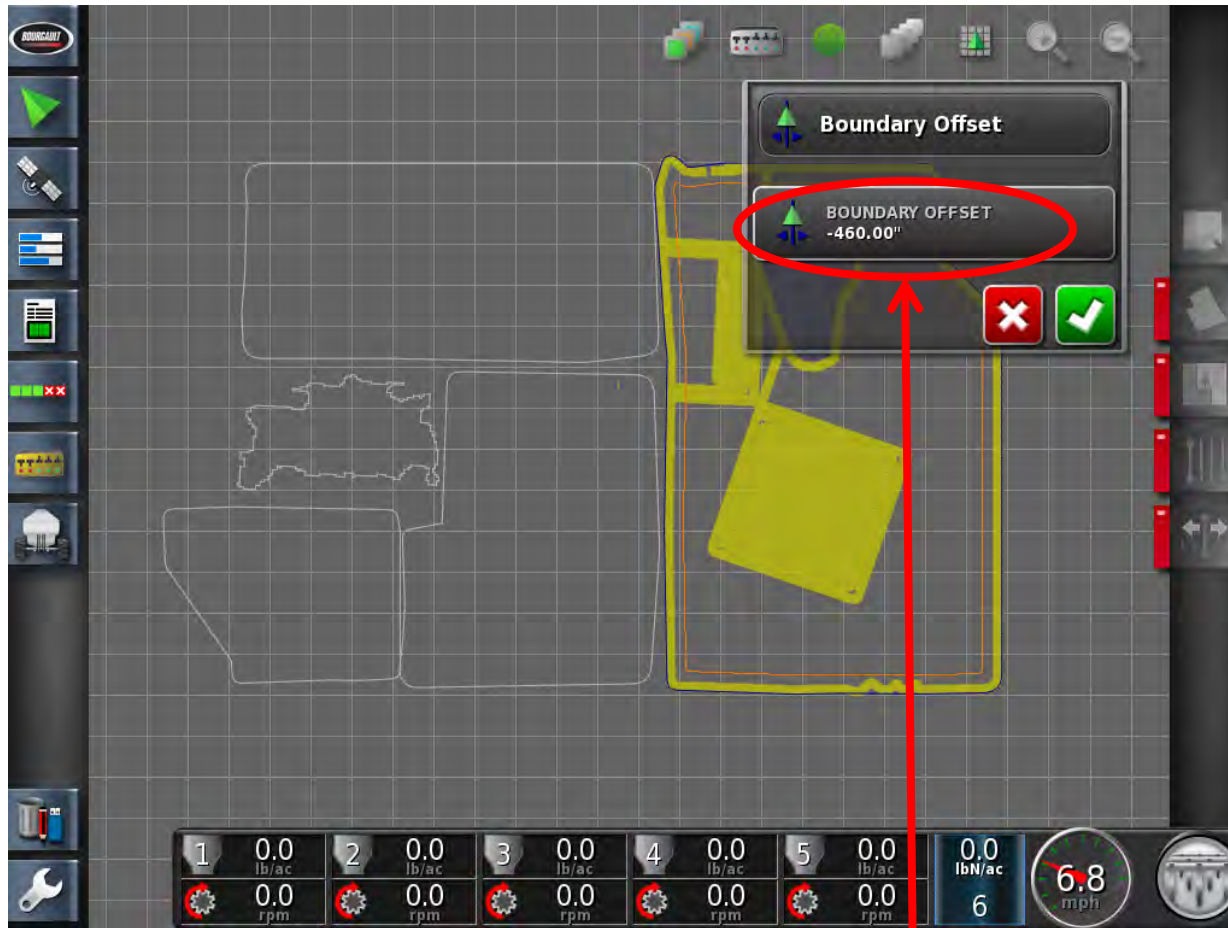 BOURGAULT
Boundary Offset
BOUNDARY OFFSET
-460.00"
1 0.0 lb/ac
0.0 rpm
2 0.0 lb/ac
0.0 rpm
3 0.0 lb/ac
0.0 rpm
4 0.0 lb/ac
0.0 rpm
5 0.0 lb/ac
0.0 rpm
0.0
lbN/ac
6
6.8
mph